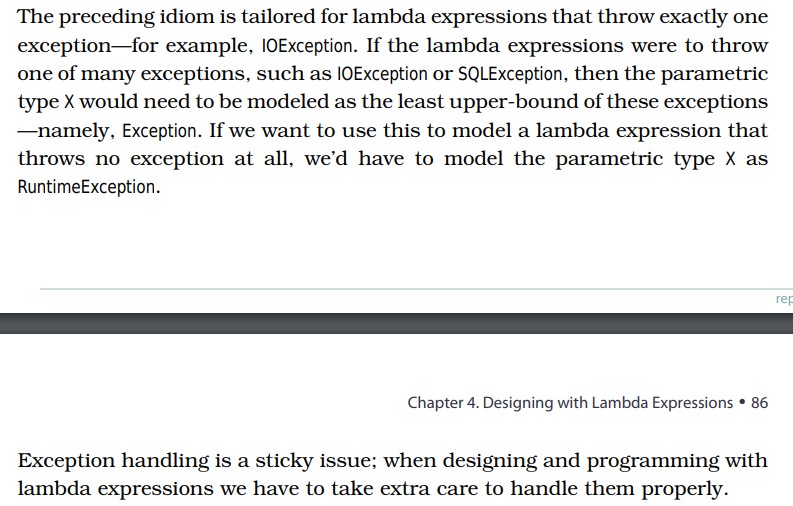 The preceding idiom is tailored for lambda expressions that throw exactly one
exception—for example, IOException. If the lambda expressions were to throw
one of many exceptions, such as IOException or SQLException, then the parametric
type X would need to be modeled as the least upper-bound of these exceptions
—namely, Exception. If we want to use this to model a lambda expression that
throws no exception at all, we’d have to model the parametric type X as
RuntimeException.
rep
Chapter 4. Designing with Lambda Expressions • 86
Exception handling is a sticky issue; when designing and programming with
lambda expressions we have to take extra care to handle them properly.